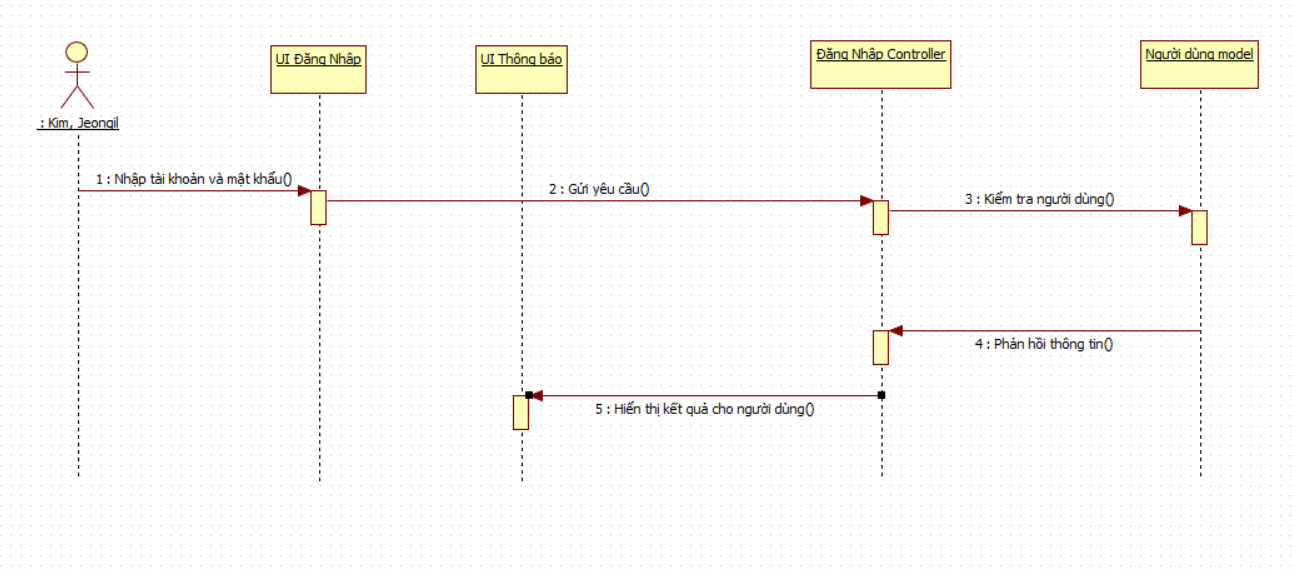 : Kim, Jeongil
UI Đăng Nhập
UI Thông báo
Đăng Nhập Controller
Người dùng model
1 : Nhập tài khoản và mật khẩu()
2 : Gửi yêu cầu()
3 : Kiểm tra người dùng()
4 : Phản hồi thông tin()
5 : Hiển thị kết quả cho người dùng()